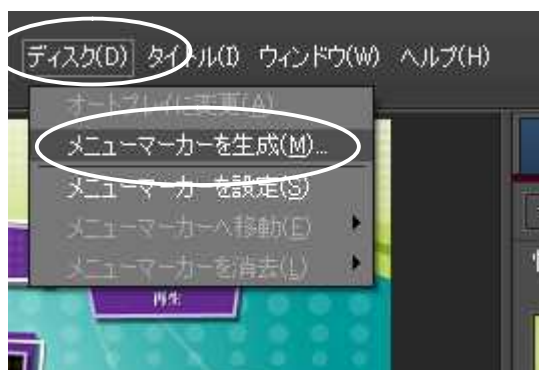 ディスク(D) タイトル(I) ウィンドウ(W) ヘルプ(H)
オートプレイに変更(A)
メニューマーカーを生成(M)...
メニューマーカーを設定(S)
メニューマーカーへ移動(E)
メニューマーカーを消去(L)
再生